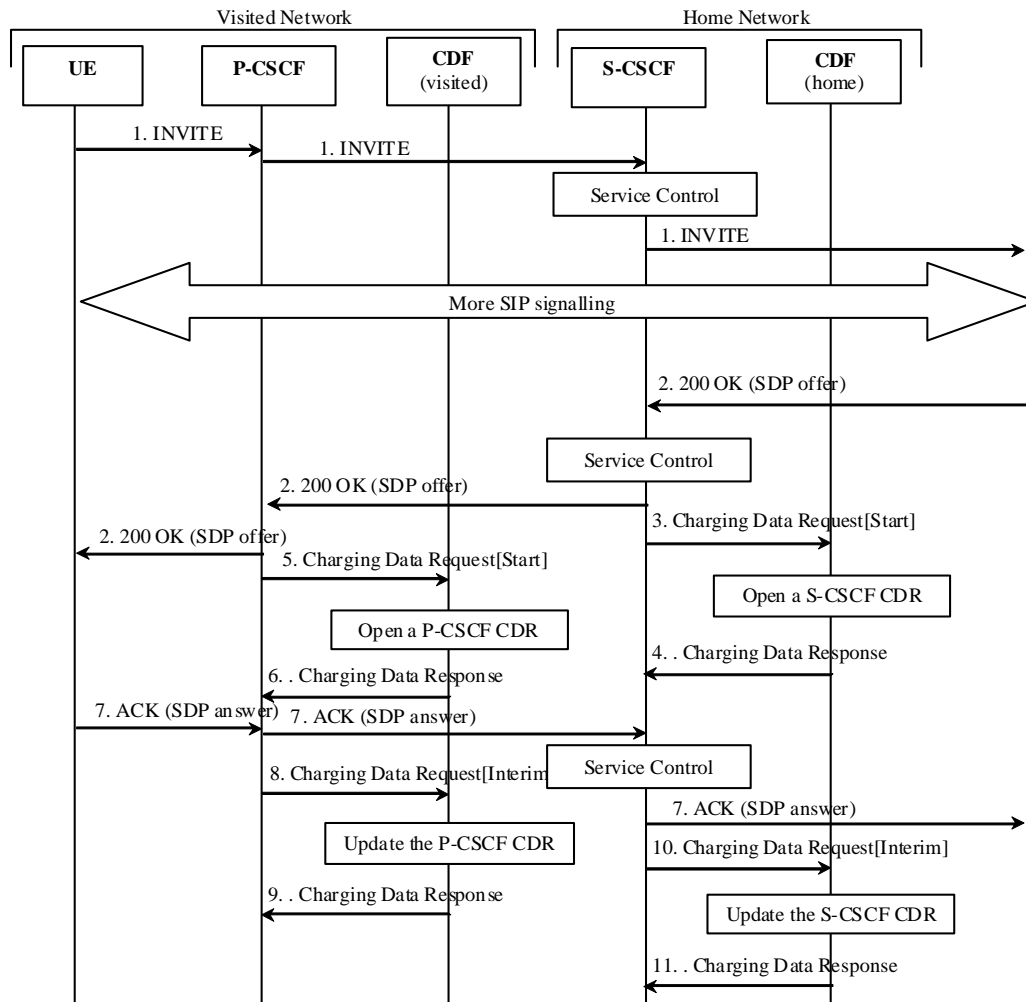 Visited Network
Home Network
UE
P-CSCF
CDF
(visited)
S-CSCF
CDF
(home)
1. INVITE
1. INVITE
Service Control
1. INVITE
More SIP signalling
2. 200 OK (SDP offer)
Service Control
2. 200 OK (SDP offer)
3. Charging Data Request[Start]
2. 200 OK (SDP offer)
5. Charging Data Request[Start]
Open a S-CSCF CDR
Open a P-CSCF CDR
4. . Charging Data Response
6. . Charging Data Response
7. ACK (SDP answer)
7. ACK (SDP answer)
Service Control
8. Charging Data Request[Interim
7. ACK (SDP answer)
Update the P-CSCF CDR
10. Charging Data Request[Interim]
9. . Charging Data Response
Update the S-CSCF CDR
11. . Charging Data Response